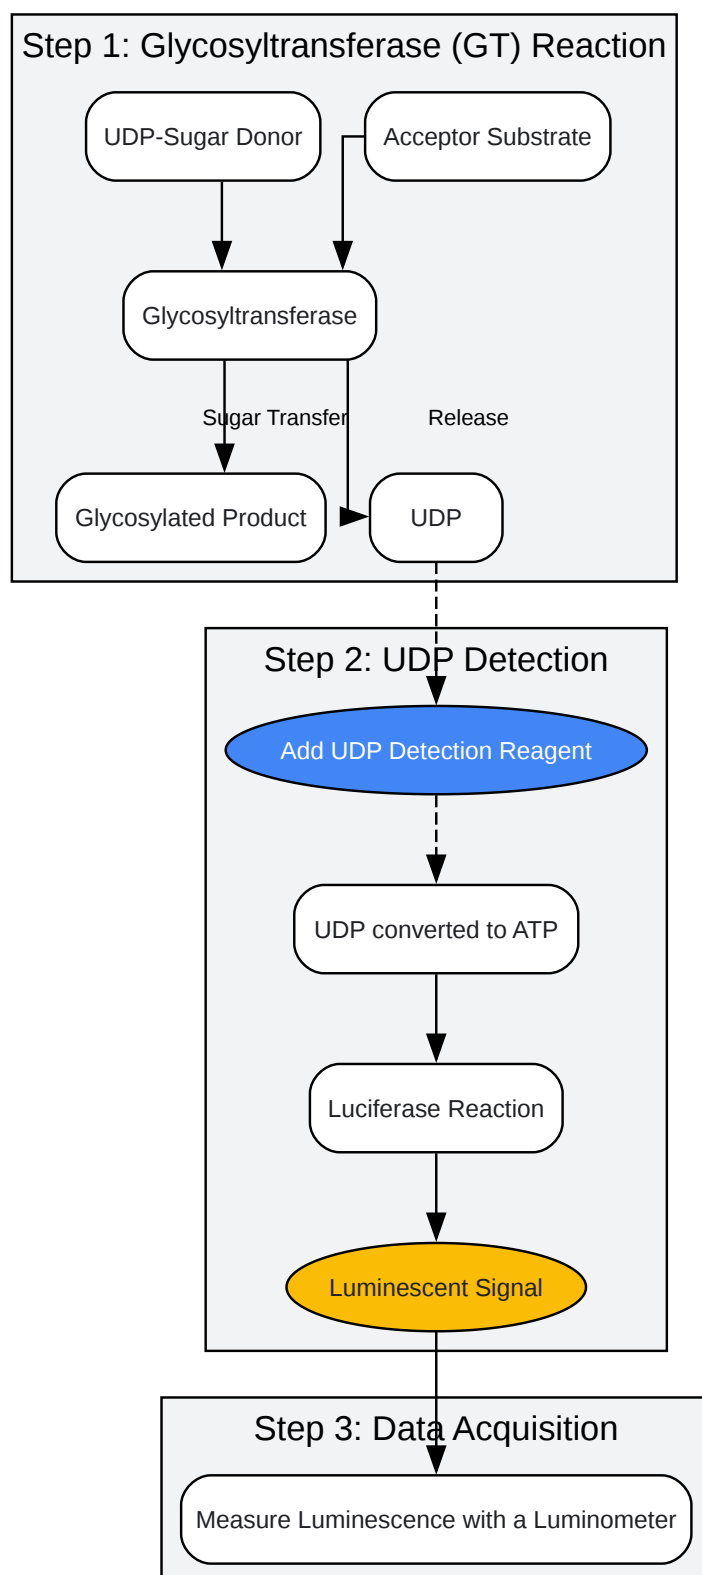 Step 1: Glycosyltransferase (GT) Reaction
UDP-Sugar Donor
Acceptor Substrate
Glycosyltransferase
Sugar Transfer
Release
Glycosylated Product
UDP
Step 2: UDP Detection
Add UDP Detection Reagent
UDP converted to ATP
Luciferase Reaction
Luminescent Signal
Step 3: Data Acquisition
Measure Luminescence with a Luminometer